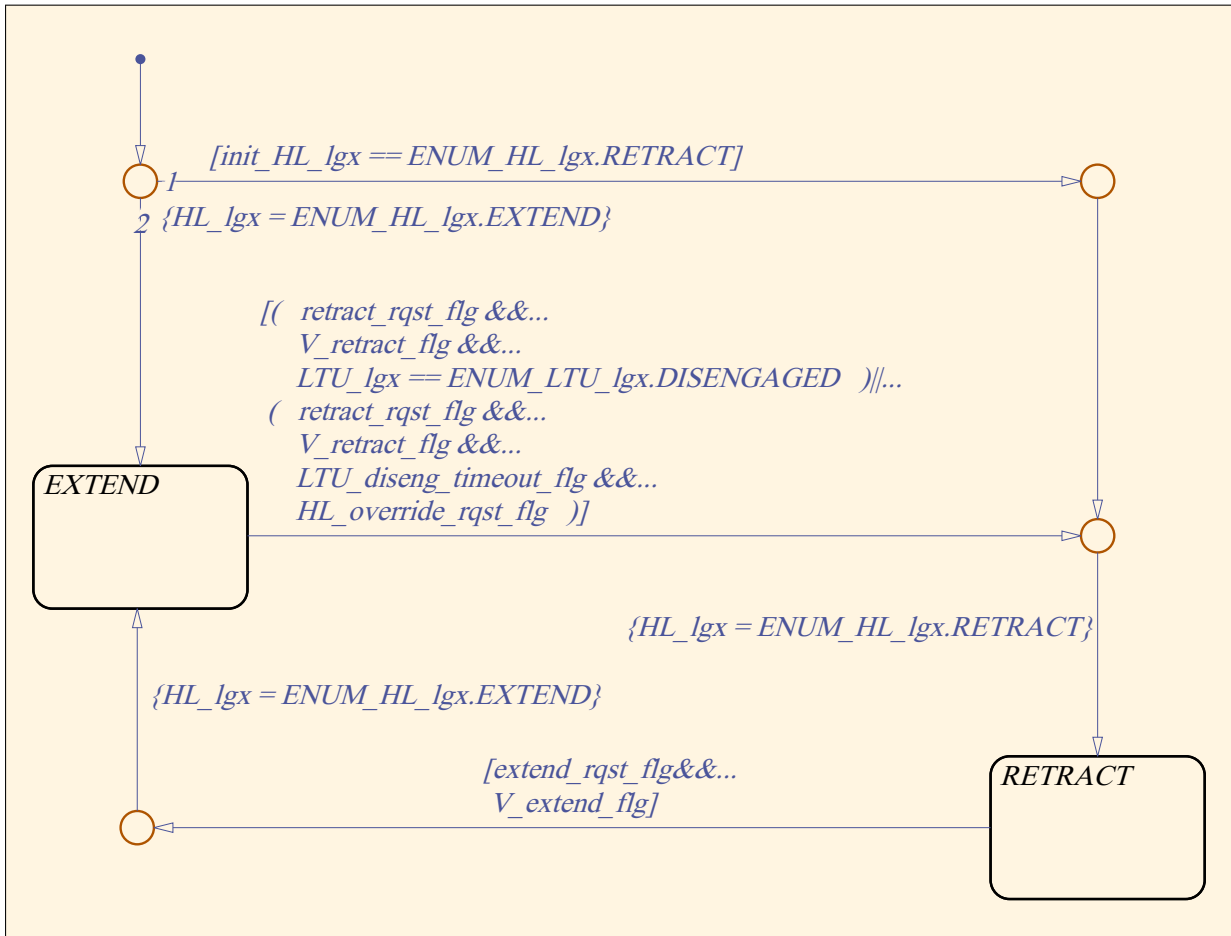 [init_HL_lgx == ENUM_HL_lgx.RETRACT]
1
2
{HL_lgx = ENUM_HL_lgx.EXTEND}
[( retract_rqst_flg &&...
V_retract_flg &&...
LTU_lgx == ENUM_LTU_lgx.DISENGAGED )||...
( retract_rqst_flg &&...
V_retract_flg &&...
LTU_diseng_timeout_flg &&...
HL_override_rqst_flg )]
EXTEND
{HL_lgx = ENUM_HL_lgx.RETRACT}
{HL_lgx = ENUM_HL_lgx.EXTEND}
[extend_rqst_flg&&...
V_extend_flg]
RETRACT